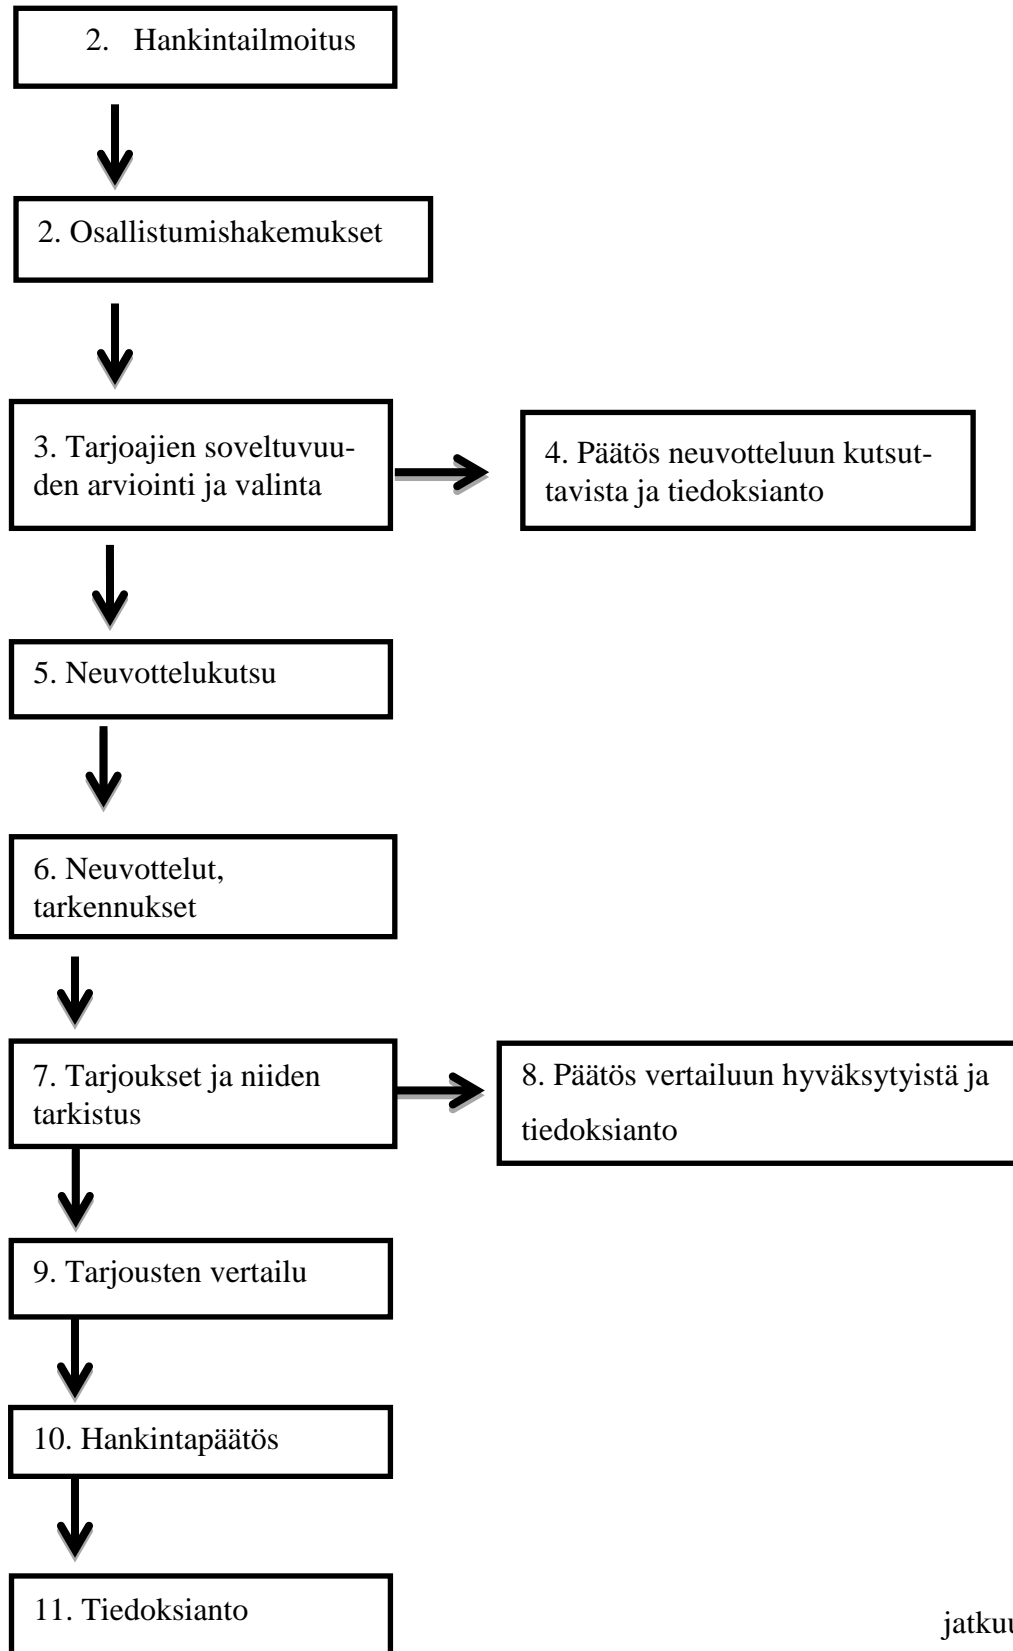 2. Hankintailmoitus
2. Osallistumishakemukset
3. Tarjoajien soveltuvuu-
den arviointi ja valinta
4. Päätös neuvotteluun kutsut-
tavista ja tiedoksianto
5. Neuvottelukutsu
6. Neuvottelut,
tarkennukset
7. Tarjoukset ja niiden
tarkistus
8. Päätös vertailuun hyväksytyistä ja
tiedoksianto
9. Tarjousten vertailu
10. Hankintapäätös
11. Tiedoksianto
jatkuu